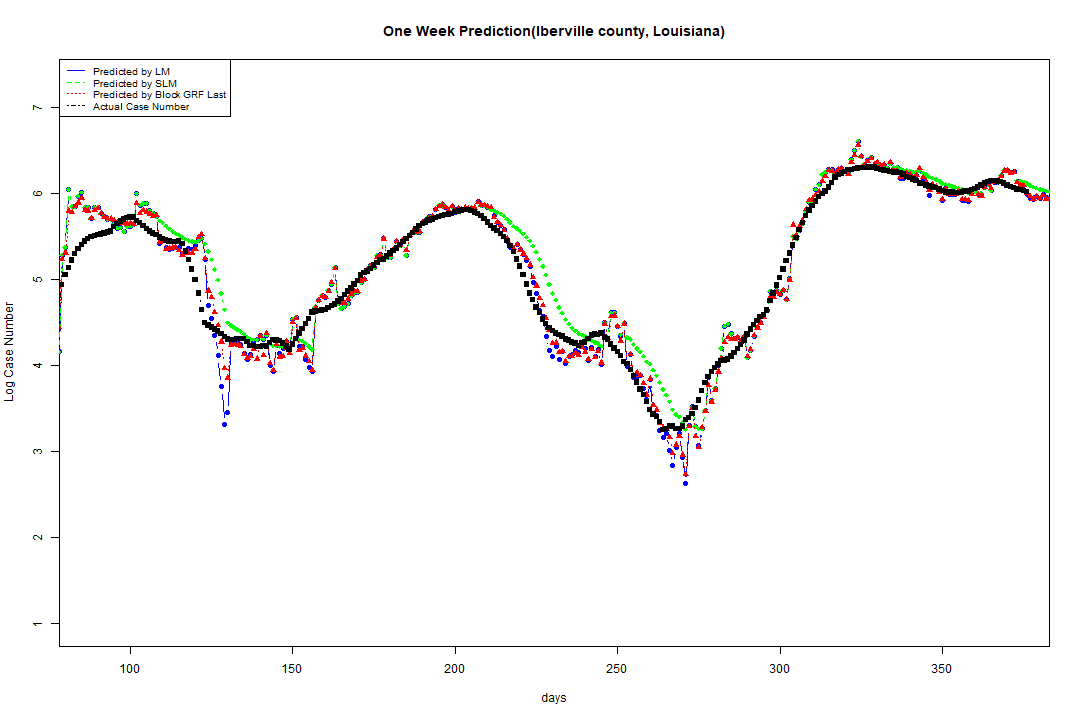 One Week Prediction(Iberville county, Louisiana)
Predicted by LM
Predicted by SLM
Predicted by Block GRF Last
Actual Case Number
7
6
5
4
3
2
1
Log Case Number
100 150 200 250 300 350
days